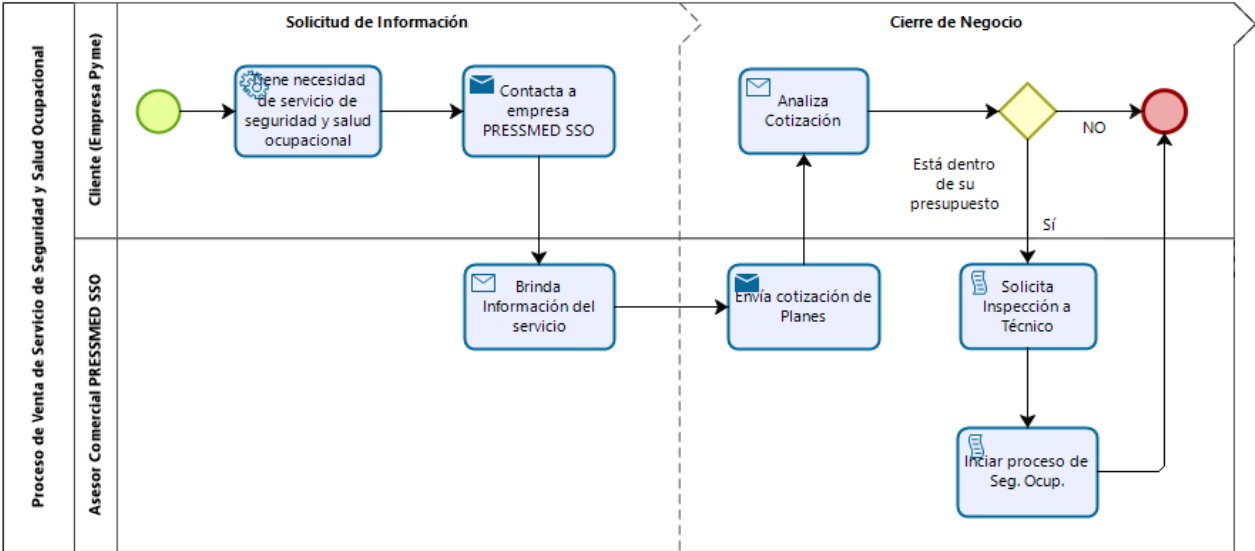 Proceso de Venta de Servicio de Seguridad y Salud Ocupacional
Cliente (Empresa Pyme)
Solicitud de Información
Cierre de Negocio
Tiene necesidad
de servicio de
seguridad y salud
ocupacional
Contacta a
empresa
PRESSMED SSO
Analiza
Cotización
NO
Está dentro
de su
presupuesto
Sí
Asesor Comercial PRESSMED SSO
Brinda
Información del
servicio
Envía cotización de
Planes
Solicita
Inspección a
Técnico
Inciar proceso de
Seg. Ocup.